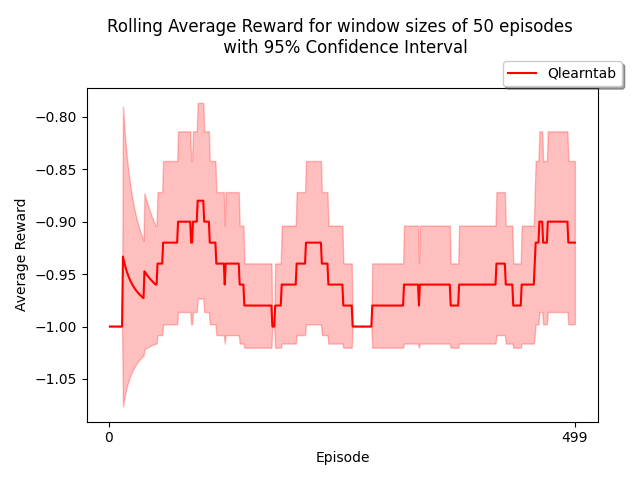 Rolling Average Reward for window sizes of 50 episodes
with 95% Confidence Interval
Qlearntab
Average Reward
−0.80
−0.85
−0.90
−0.95
−1.00
−1.05
0
499
Episode